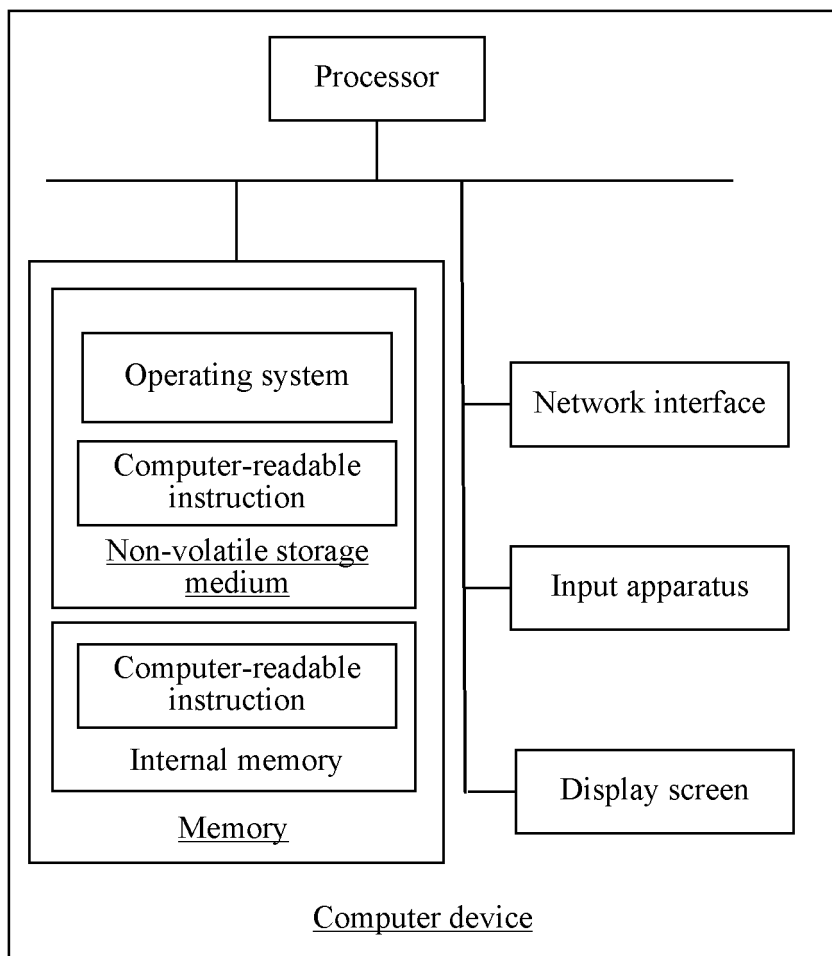 Processor
Operating system
Computer-readable
instruction
Non-volatile storage
medium
Computer-readable
instruction
Internal memory
Memory
Network interface
Input apparatus
Display screen
Computer device